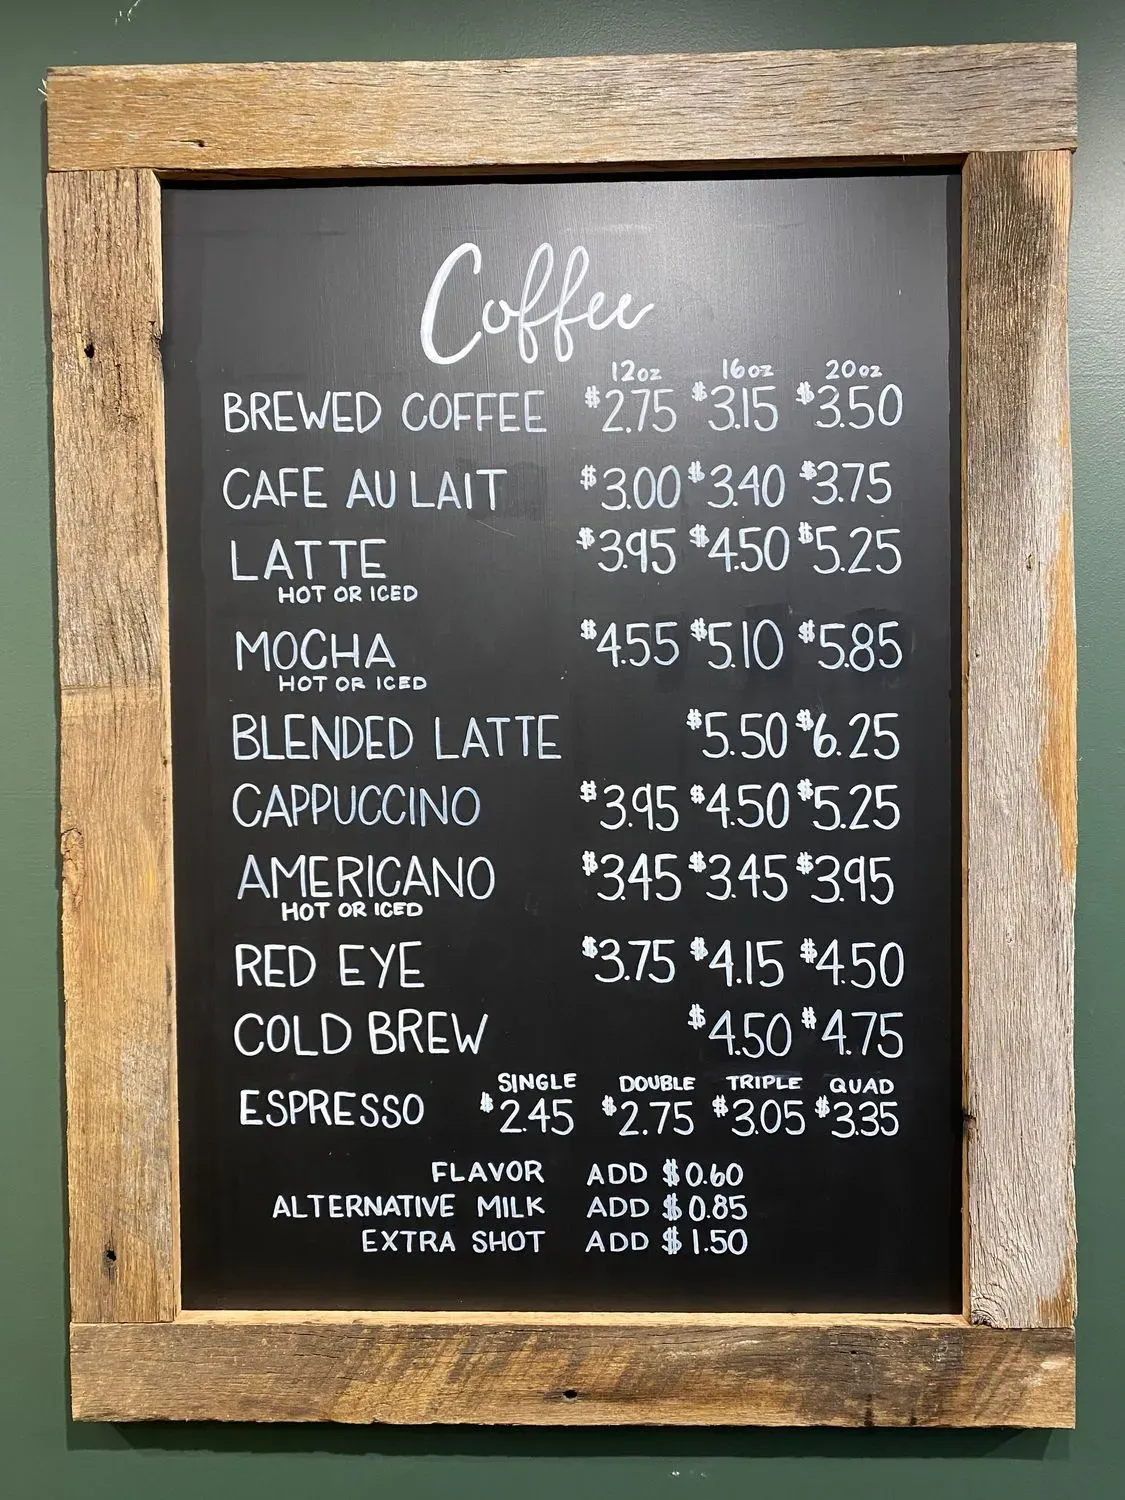 Coffee
12oz 16oz 20oz
BREWED COFFEE $2.75 $3.15 $3.50
CAFE AU LAIT $3.00 $3.40 $3.75
LATTE $3.95 $4.50 $5.25
HOT OR ICED
MOCHA $4.55 $5.10 $5.85
HOT OR ICED
BLENDED LATTE $5.50 $6.25
CAPPUCCINO $3.95 $4.50 $5.25
AMERICANO $3.45 $3.45 $3.95
HOT OR ICED
RED EYE $3.75 $4.15 $4.50
COLD BREW $4.50 $4.75
SINGLE DOUBLE TRIPLE QUAD
ESPRESSO $2.45 $2.75 $3.05 $3.35
FLAVOR ADD $0.60
ALTERNATIVE MILK ADD $0.85
EXTRA SHOT ADD $1.50